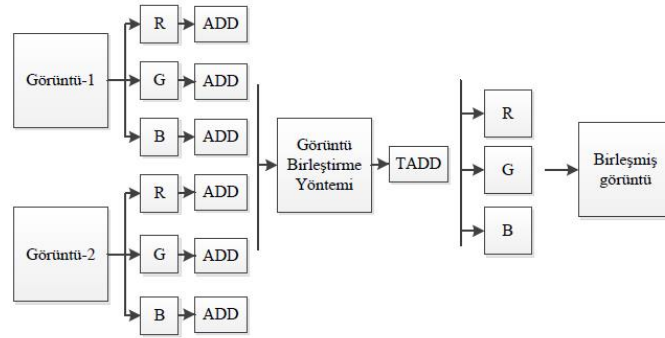 Görüntü-1
R
ADD
G
ADD
B
ADD
Görüntü-2
R
ADD
G
ADD
B
ADD
Görüntü
Birleştirme
Yöntemi
TADD
R
G
B
Birleşmiş
görüntü